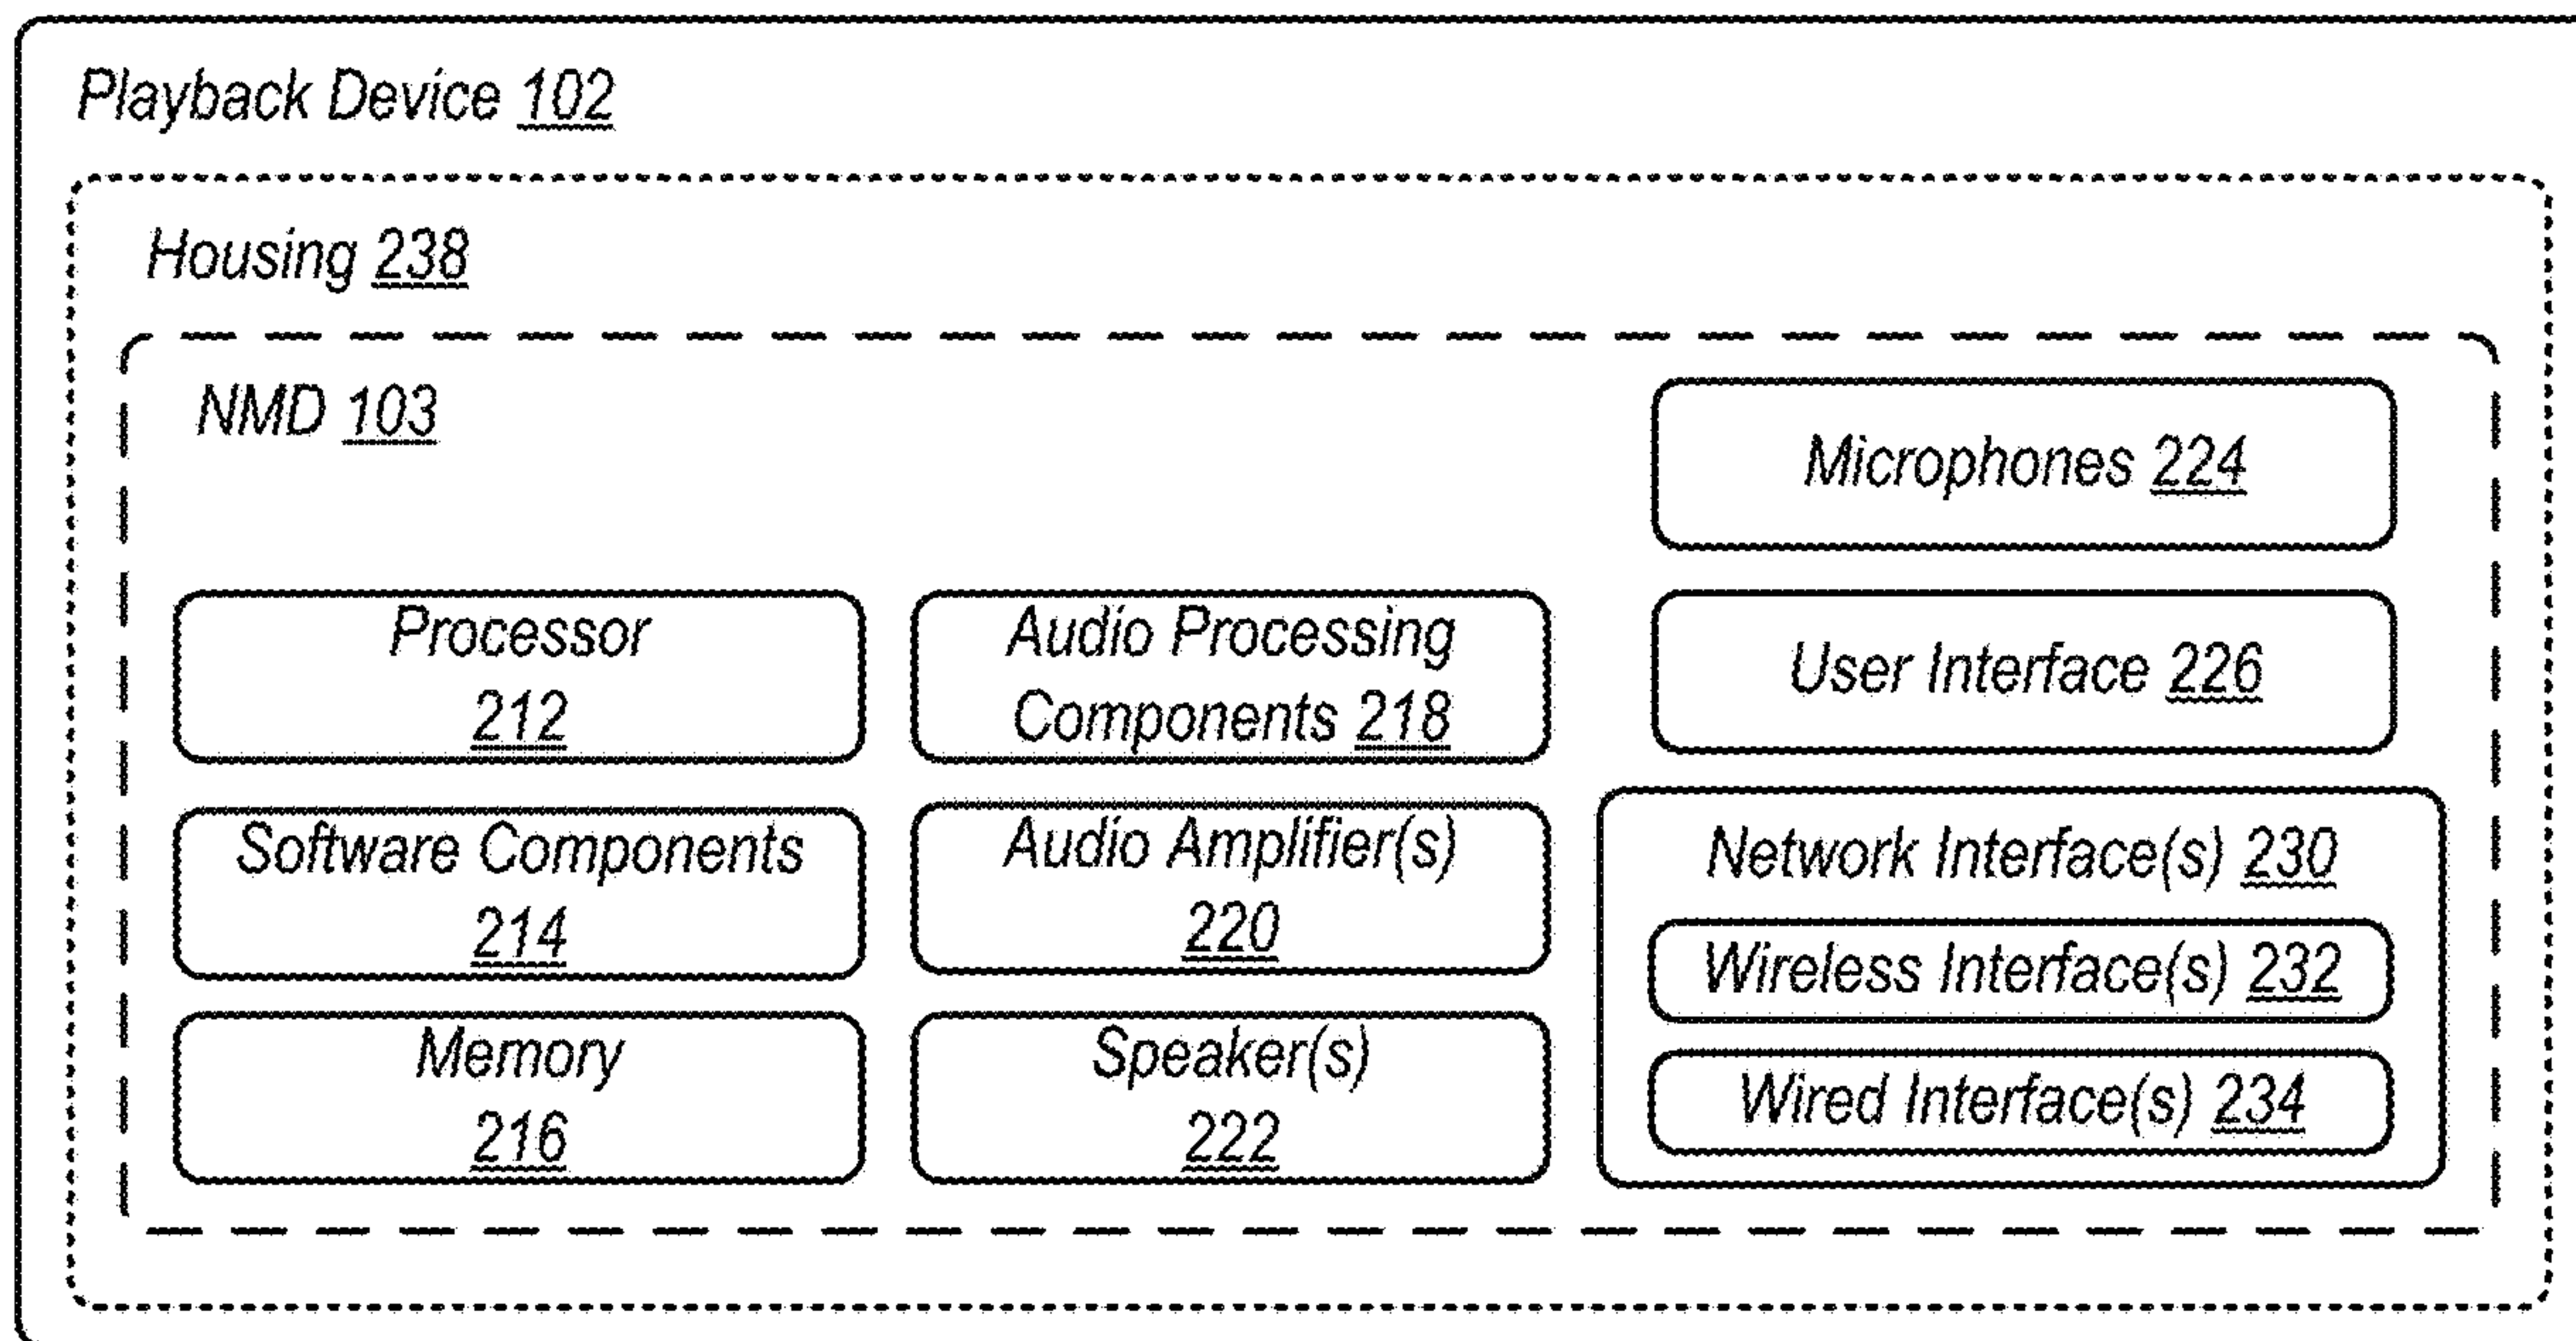 Playback Device 102
Housing 238
NMD 103
Microphones 224
Processor
212
Audio Processing
Components 218
User Interface 226
Software Components
214
Audio Amplifier(s)
220
Network Interface(s) 230
Wireless Interface(s) 232
Wired Interface(s) 234
Memory
216
Speaker(s)
222